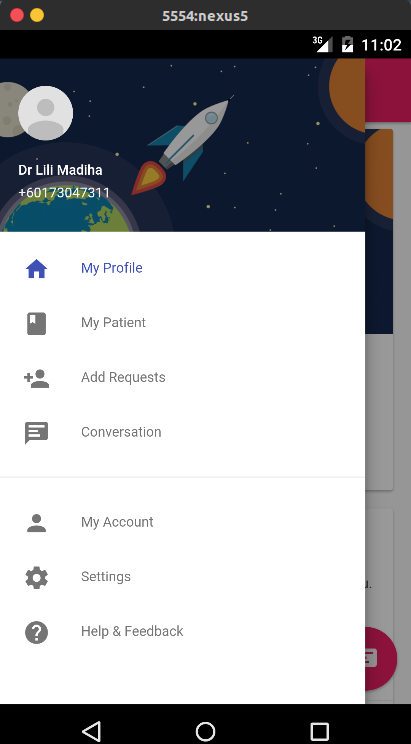 5554:nexus5
3G 11:02
Dr Lili Madiha
+60173047311
My Profile
My Patient
Add Requests
Conversation
My Account
Settings
Help & Feedback